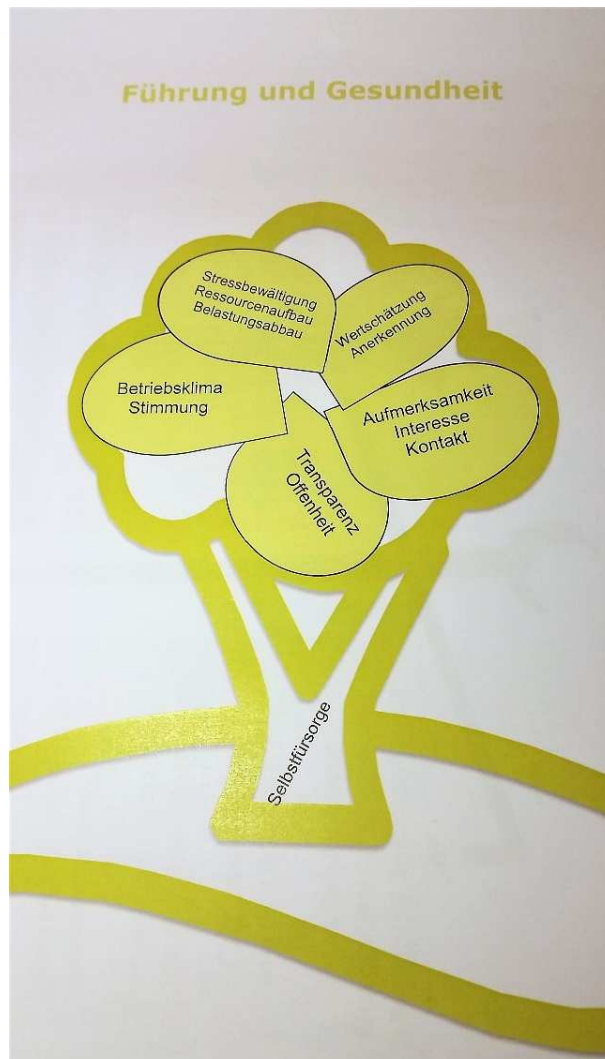 Führung und Gesundheit
Stressbewältigung
Ressourcenaufbau
Belastungsabbau
Wertschätzung
Anerkennung
Betriebsklima
Stimmung
Aufmerksamkeit
Interesse
Kontakt
Transparenz
Offenheit
Selbstfürsorge